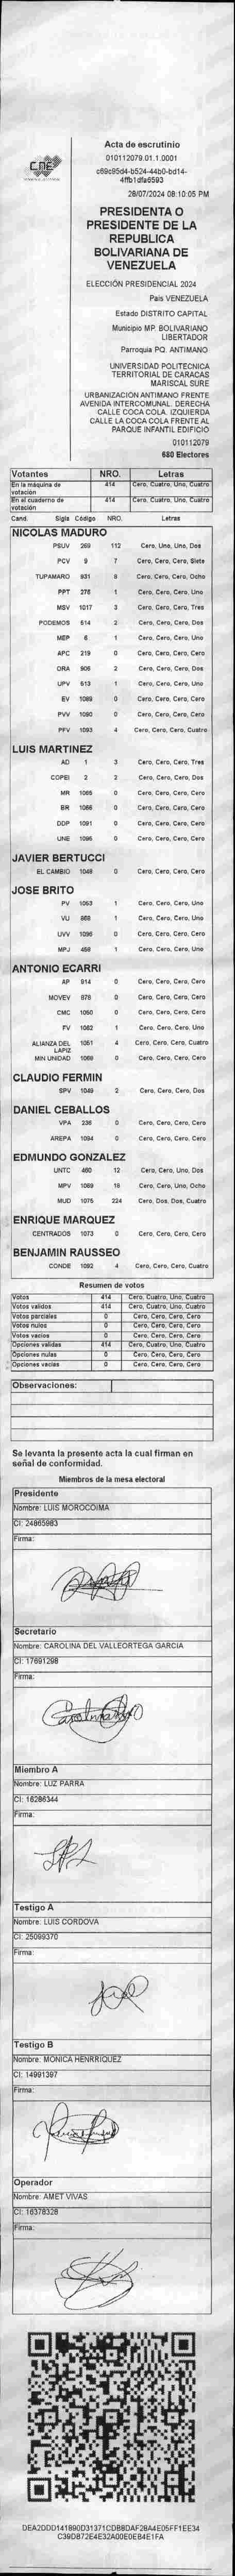 CNE
Acta de escrutinio
010112079.01.1.0001
c69c95d4-b524-44b0-bd14-
4ffb1dfa6593
28/07/2024 08:10:05 PM
PRESIDENTA O
PRESIDENTE DE LA
REPUBLICA
BOLIVARIANA DE
VENEZUELA
ELECCIÓN PRESIDENCIAL 2024
País VENEZUELA
Estado DISTRITO CAPITAL
Municipio MP. BOLIVARIANO
LIBERTADOR
Parroquia PQ. ANTIMANO
UNIVERSIDAD POLITECNICA
TERRITORIAL DE CARACAS
MARISCAL SURE
URBANIZACIÓN ANTIMANO FRENTE
AVENIDA INTERCOMUNAL. DERECHA
CALLE COCA COLA. IZQUIERDA
CALLE LA COCA COLA FRENTE AL
PARQUE INFANTIL EDIFICIO
010112079
680 Electores
Votantes NRO. Letras
En la maquina de votación 414 Cero, Cuatro, Uno, Cuatro
En el cuaderno de votación 414 Cero, Cuatro, Uno, Cuatro
Cand. Sigla Código NRO. Letras
NICOLAS MADURO
PSUV 269 112 Cero, Uno, Uno, Dos
PCV 9 7 Cero, Cero, Cero, Siete
TUPAMARO 831 8 Cero, Cero, Cero, Ocho
PPT 276 1 Cero, Cero, Cero, Uno
MSV 1017 3 Cero, Cero, Cero, Tres
PODEMOS 514 2 Cero, Cero, Cero, Dos
MEP 6 1 Cero, Cero, Cero, Uno
APC 219 0 Cero, Cero, Cero, Cero
ORA 906 2 Cero, Cero, Cero, Dos
UPV 513 1 Cero, Cero, Cero, Uno
EV 1089 0 Cero, Cero, Cero, Cero
PVV 1090 0 Cero, Cero, Cero, Cero
PFV 1093 4 Cero, Cero, Cero, Cuatro
LUIS MARTINEZ
AD 1 3 Cero, Cero, Cero, Tres
COPEI 2 2 Cero, Cero, Cero, Dos
MR 1065 0 Cero, Cero, Cero, Cero
BR 1066 0 Cero, Cero, Cero, Cero
DDP 1091 0 Cero, Cero, Cero, Cero
UNE 1096 0 Cero, Cero, Cero, Cero
JAVIER BERTUCCI
EL CAMBIO 1048 0 Cero, Cero, Cero, Cero
JOSE BRITO
PV 1053 1 Cero, Cero, Cero, Uno
VU 868 1 Cero, Cero, Cero, Uno
UVV 1096 0 Cero, Cero, Cero, Cero
MPJ 458 1 Cero, Cero, Cero, Uno
ANTONIO ECARRI
AP 914 0 Cero, Cero, Cero, Cero
MOVEV 978 0 Cero, Cero, Cero, Cero
CMC 1050 0 Cero, Cero, Cero, Cero
FV 1082 1 Cero, Cero, Cero, Uno
ALIANZA DEL LAPIZ 1051 4 Cero, Cero, Cero, Cuatro
MIN UNIDAD 1069 0 Cero, Cero, Cero, Cero
CLAUDIO FERMIN
SPV 1049 2 Cero, Cero, Cero, Dos
DANIEL CEBALLOS
VPA 236 0 Cero, Cero, Cero, Cero
AREPA 1094 0 Cero, Cero, Cero, Cero
EDMUNDO GONZALEZ
UNTC 460 12 Cero, Cero, Uno, Dos
MPV 1069 18 Cero, Cero, Uno, Ocho
MUD 1075 224 Cero, Dos, Dos, Cuatro
ENRIQUE MARQUEZ
CENTRADOS 1073 0 Cero, Cero, Cero, Cero
BENJAMIN RAUSSEO
CONDE 1092 4 Cero, Cero, Cero, Cuatro
Resumen de votos
Votos 414 Cero, Cuatro, Uno, Cuatro
Votos validos 414 Cero, Cuatro, Uno, Cuatro
Votos parciales 0 Cero, Cero, Cero, Cero
Votos nulos 0 Cero, Cero, Cero, Cero
Votos vacios 0 Cero, Cero, Cero, Cero
Opciones validas 414 Cero, Cuatro, Uno, Cuatro
Opciones nulas 0 Cero, Cero, Cero, Cero
Opciones vacias 0 Cero, Cero, Cero, Cero
Observaciones:
Se levanta la presente acta la cual firman en
señal de conformidad.
Miembros de la mesa electoral
Presidente
Nombre: LUIS MOROCOIMA
CI: 24865983
Firma:
Secretario
Nombre: CAROLINA DEL VALLEORTEGA GARCIA
CI: 17691298
Firma:
Miembro A
Nombre: LUZ PARRA
CI: 16286344
Firma:
Testigo A
Nombre: LUIS CORDOVA
CI: 25099370
Firma:
Testigo B
Nombre: MONICA HENRRIQUEZ
CI: 14991397
Firma:
Operador
Nombre: AMET VIVAS
CI: 16378328
Firma:
DEA2DDD141890D31371CDB8DAF28A4E05FF1EE34
C39D872E4E32A00E0EB4E1FA